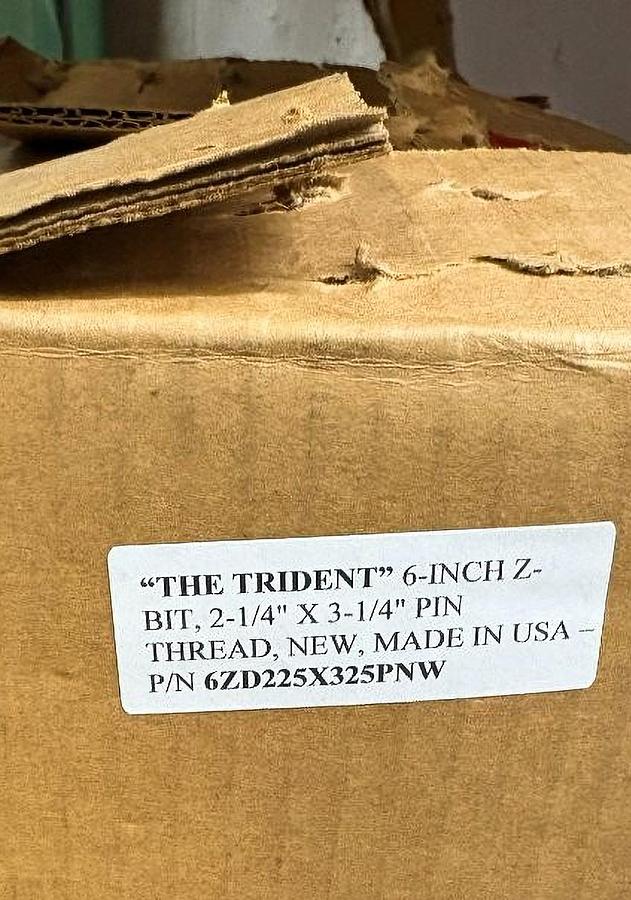 “THE TRIDENT” 6-INCH Z-
BIT, 2-1/4" X 3-1/4" PIN
THREAD, NEW, MADE IN USA –
P/N 6ZD225X325PNW